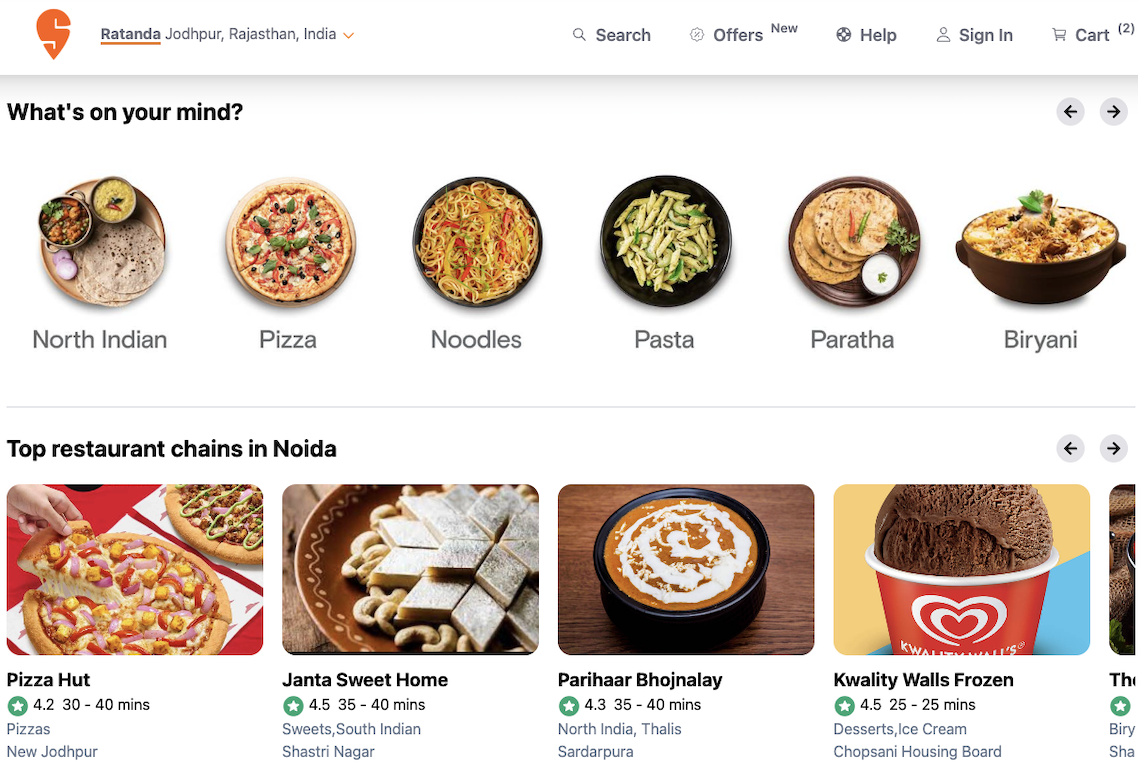 Ratanda Jodhpur, Rajasthan, India
Search
Offers New
Help
Sign In
Cart (2)
What's on your mind?
North Indian
Pizza
Noodles
Pasta
Paratha
Biryani
Top restaurant chains in Noida
KWALITY WALL'S®
Pizza Hut
4.2 30 - 40 mins
Pizzas
New Jodhpur
Janta Sweet Home
4.5 35 - 40 mins
Sweets,South Indian
Shastri Nagar
Parihaar Bhojnalay
4.3 35 - 40 mins
North India, Thalis
Sardarpura
Kwality Walls Frozen
4.5 25 - 25 mins
Desserts,Ice Cream
Chopsani Housing Board